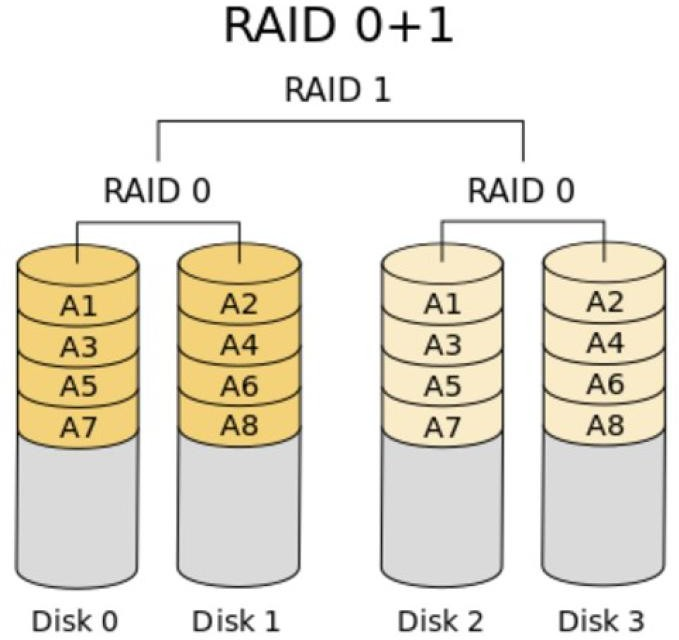 RAID 0+1
RAID 1
RAID 0 RAID 0
A1 A2 A1 A2
A3 A4 A3 A4
A5 A6 A5 A6
A7 A8 A7 A8
Disk 0 Disk 1 Disk 2 Disk 3